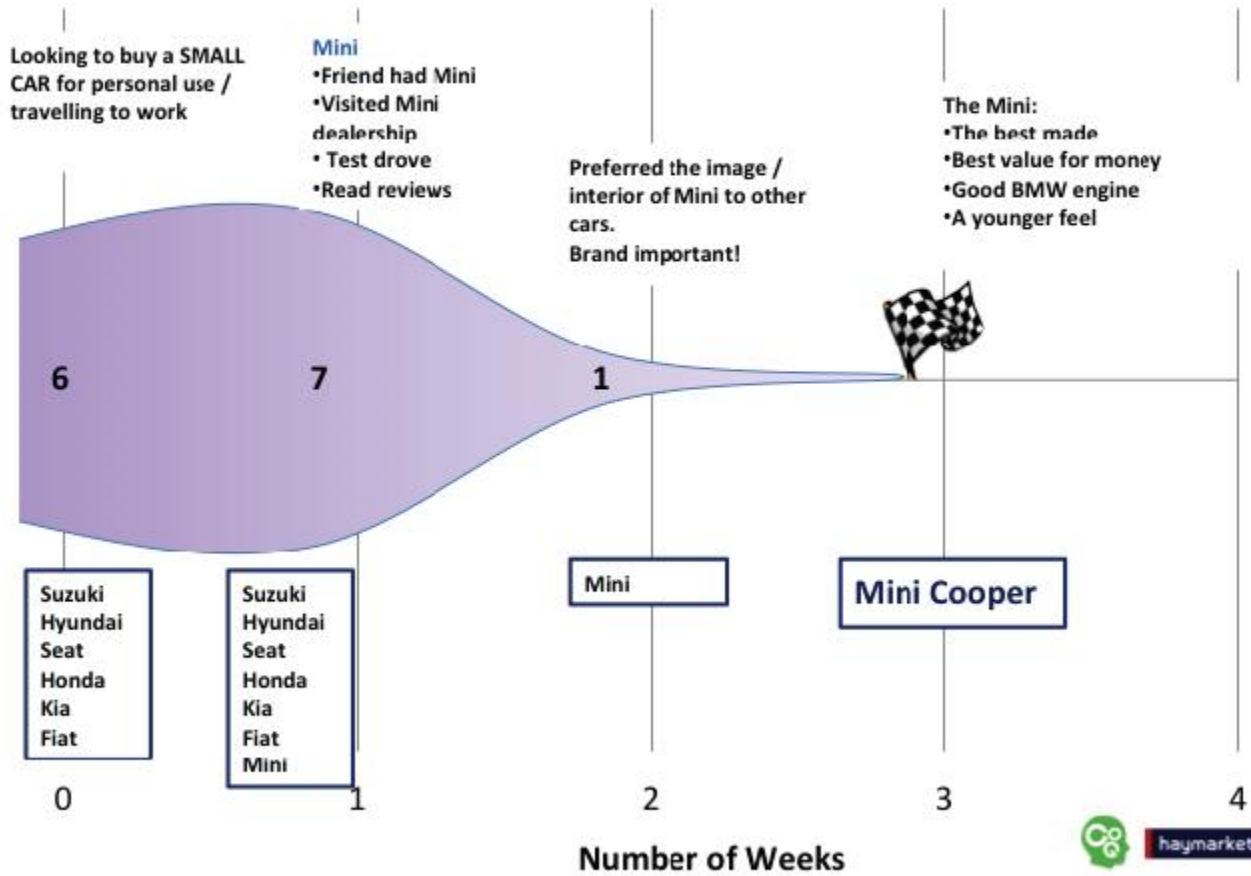 Looking to buy a SMALL
CAR for personal use /
travelling to work
Mini
•Friend had Mini
•Visited Mini
dealership
• Test drove
•Read reviews
Preferred the image /
interior of Mini to other
cars.
Brand important!
The Mini:
•The best made
•Best value for money
•Good BMW engine
•A younger feel
6
7
1
Suzuki
Hyundai
Seat
Honda
Kia
Fiat
Suzuki
Hyundai
Seat
Honda
Kia
Fiat
Mini
Mini
Mini Cooper
0
1
2
3
4
Number of Weeks
haymarket